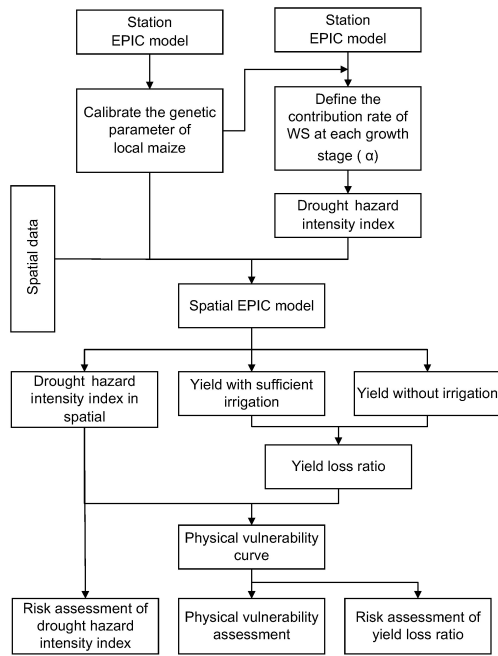 Station
EPIC model
Station
EPIC model
Calibrate the genetic
parameter of
local maize
Define the
contribution rate of
WS at each growth
stage ( α)
Spatial data
Drought hazard
intensity index
Spatial EPIC model
Drought hazard
intensity index in
spatial
Yield with sufficient
irrigation
Yield without irrigation
Yield loss ratio
Physical vulnerability
curve
Risk assessment of
drought hazard
intensity index
Physical vulnerability
assessment
Risk assessment of
yield loss ratio